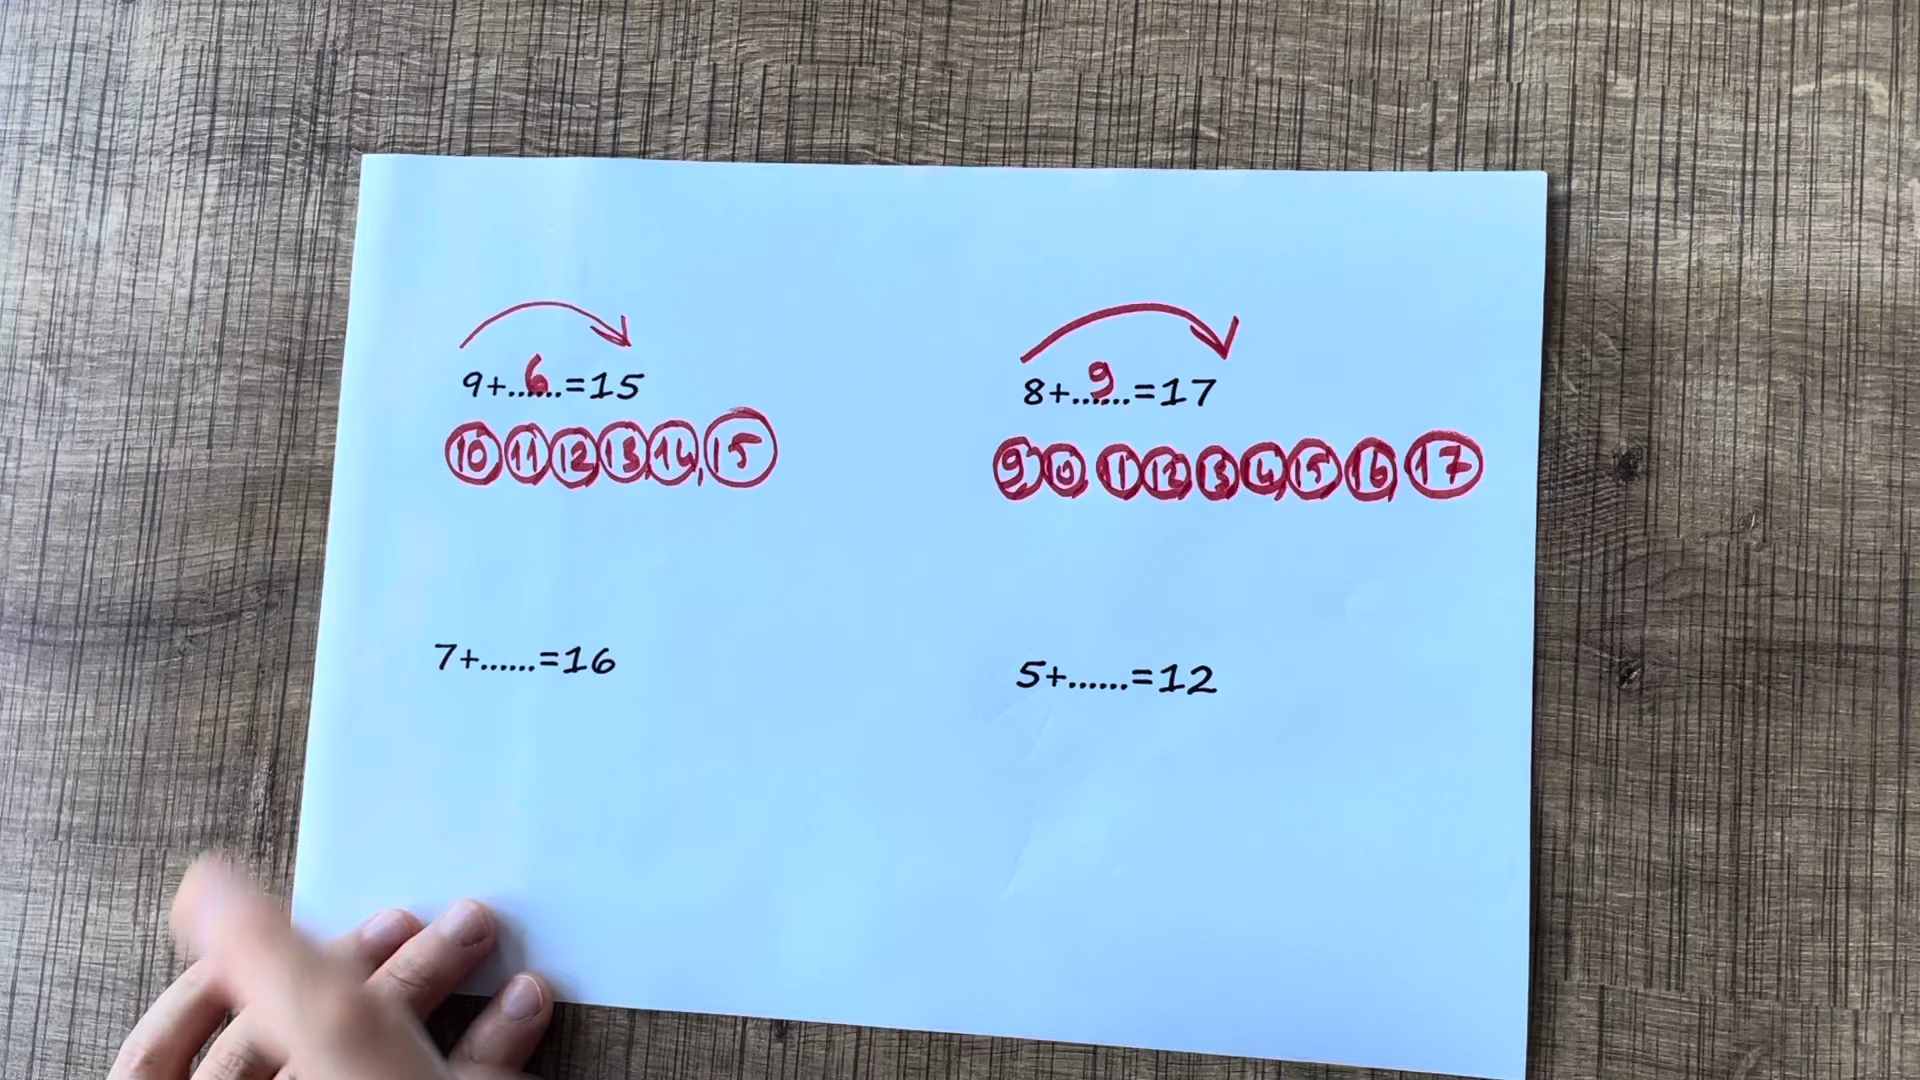 9+..6....=15
10 11 12 13 14 15
8+..9....=17
9 10 11 12 13 14 15 16 17
7+......=16
5+......=12